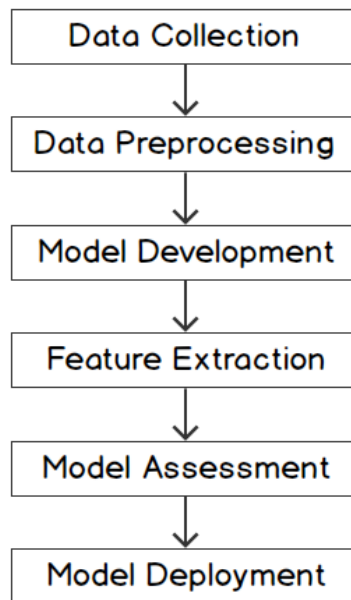 Data Collection
Data Preprocessing
Model Development
Feature Extraction
Model Assessment
Model Deployment